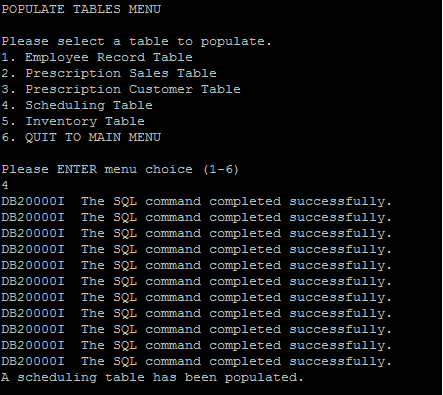 POPULATE TABLES MENU
Please select a table to populate.
1. Employee Record Table
2. Prescription Sales Table
3. Prescription Customer Table
4. Scheduling Table
5. Inventory Table
6. QUIT TO MAIN MENU
Please ENTER menu choice (1-6)
4
DB20000I  The SQL command completed successfully.
DB20000I  The SQL command completed successfully.
DB20000I  The SQL command completed successfully.
DB20000I  The SQL command completed successfully.
DB20000I  The SQL command completed successfully.
DB20000I  The SQL command completed successfully.
DB20000I  The SQL command completed successfully.
DB20000I  The SQL command completed successfully.
DB20000I  The SQL command completed successfully.
DB20000I  The SQL command completed successfully.
DB20000I  The SQL command completed successfully.
A scheduling table has been populated.